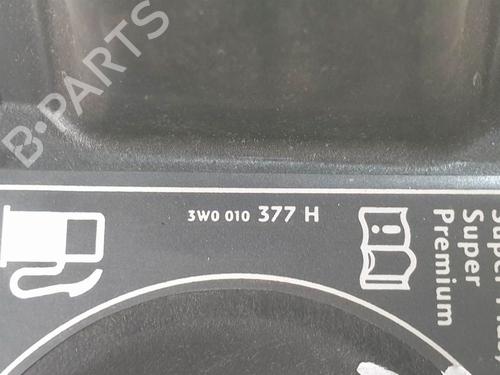 B-PARTS
3W0 010 377 H
i
Super
Premium